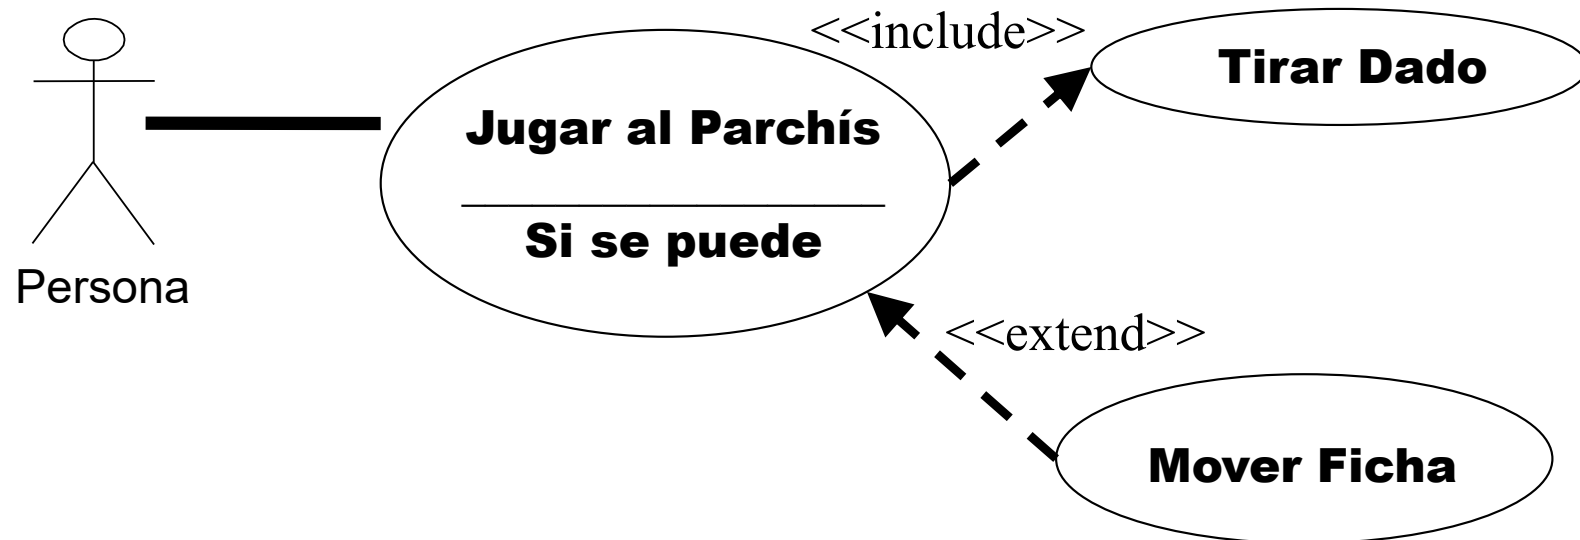 <<include>>
Tirar Dado
Jugar al Parchís
Si se puede
Persona
<<extend>>
Mover Ficha